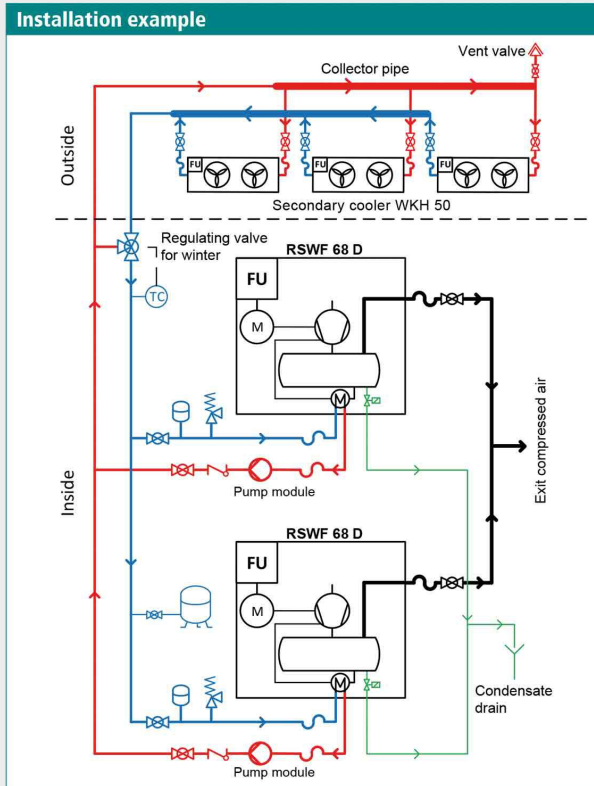 Installation example
Vent valve
Collector pipe
Outside
FU
FU
FU
Secondary cooler WKH 50
Regulating valve
for winter
TC
RSWF 68 D
FU
M
M
Pump module
Inside
Exit compressed air
RSWF 68 D
FU
M
M
Condensate
drain
Pump module